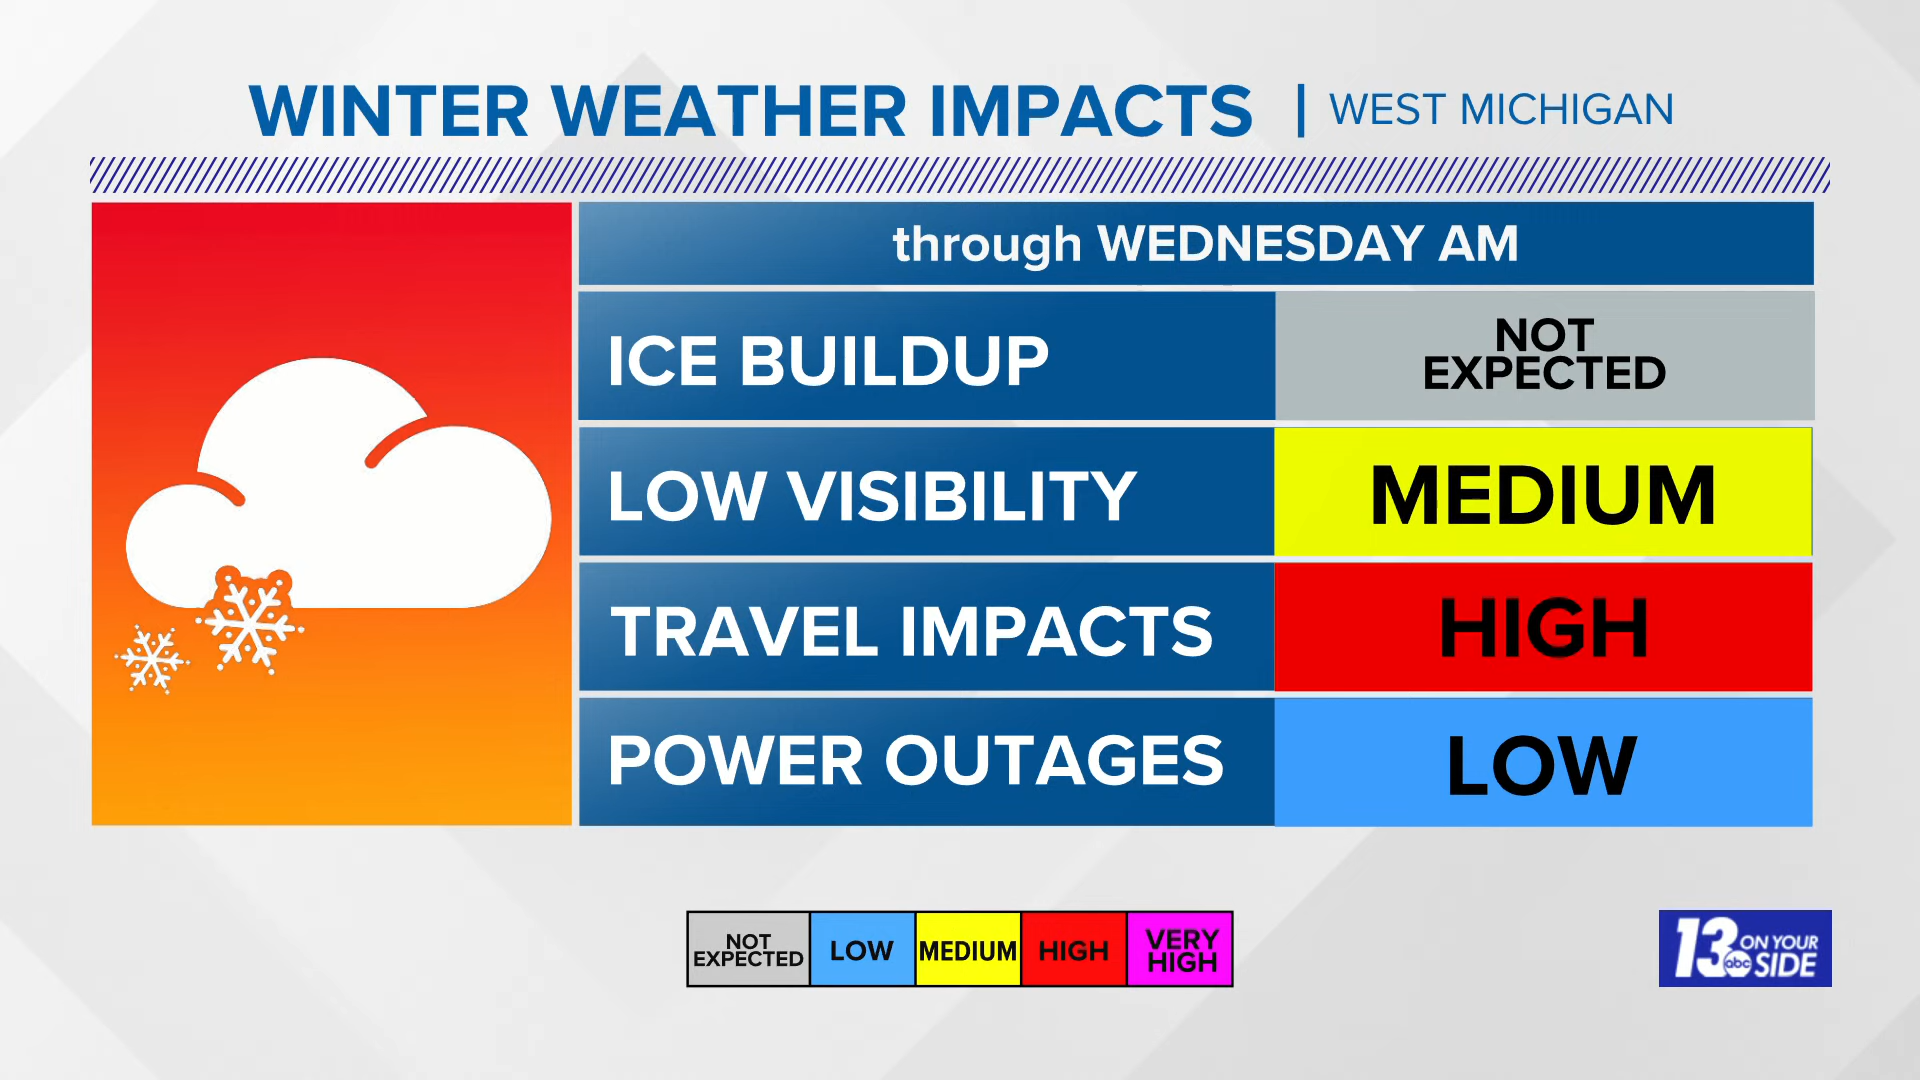 WINTER WEATHER IMPACTS | WEST MICHIGAN
through WEDNESDAY AM
ICE BUILDUP
NOT
EXPECTED
LOW VISIBILITY
MEDIUM
TRAVEL IMPACTS
HIGH
POWER OUTAGES
LOW
NOT
EXPECTED
LOW
MEDIUM
HIGH
VERY
HIGH
13
ON YOUR
abc SIDE